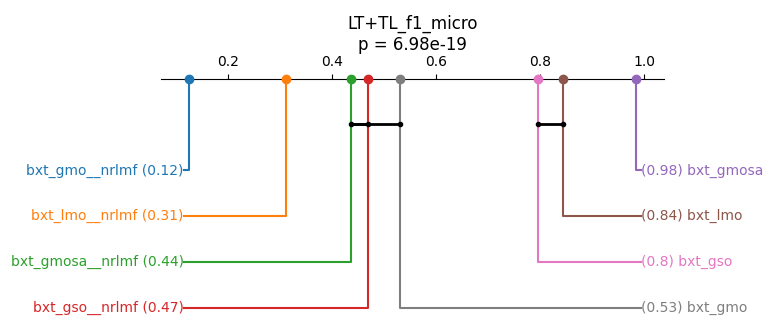 LT+TL_f1_micro
p = 6.98e-19
0.2 0.4 0.6 0.8 1.0
bxt_gmo__nrlmf (0.12) (0.98) bxt_gmosa
bxt_lmo__nrlmf (0.31) (0.84) bxt_lmo
bxt_gmosa__nrlmf (0.44) (0.8) bxt_gso
bxt_gso__nrlmf (0.47) (0.53) bxt_gmo